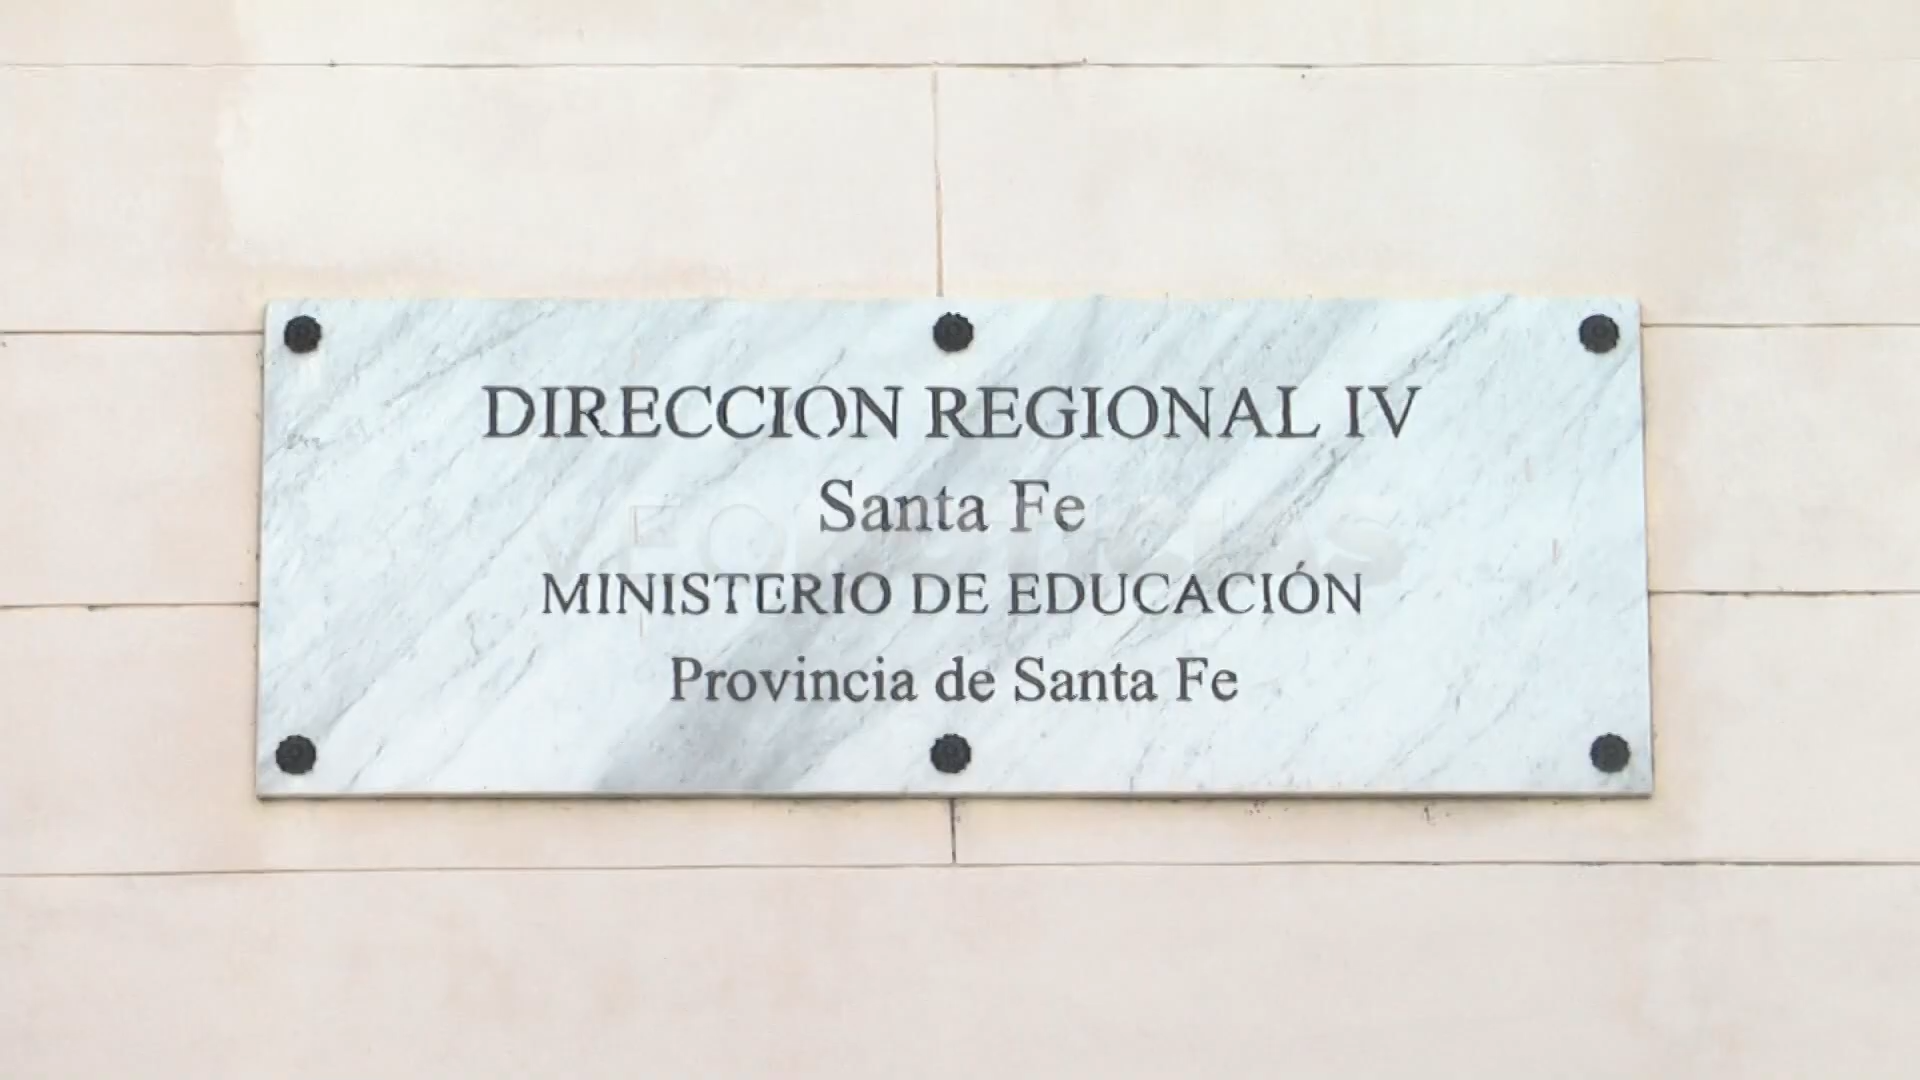 DIRECCION REGIONAL IV
Santa Fe
MINISTERIO DE EDUCACIÓN
Provincia de Santa Fe